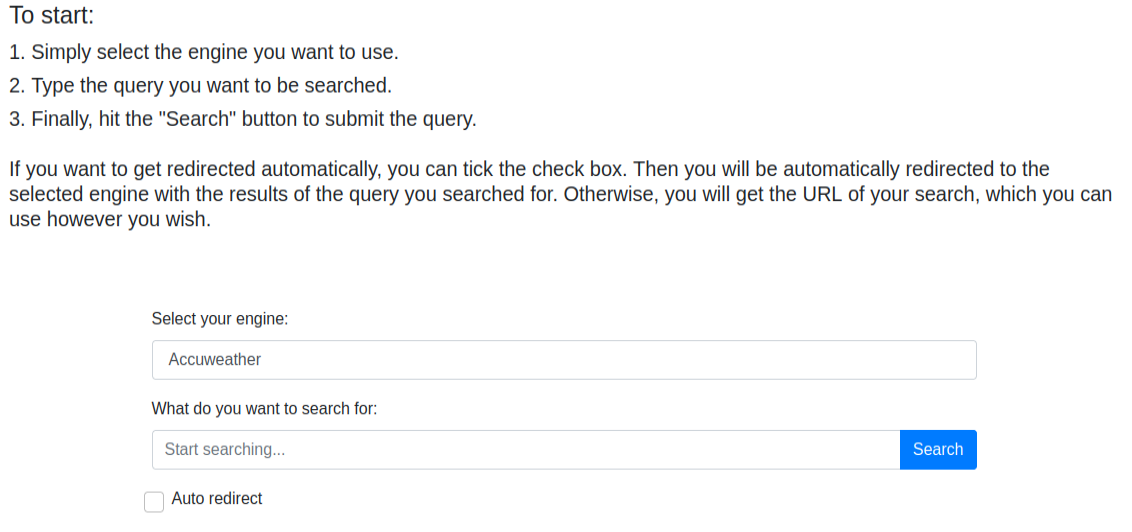 To start:
1. Simply select the engine you want to use.
2. Type the query you want to be searched.
3. Finally, hit the "Search" button to submit the query.
If you want to get redirected automatically, you can tick the check box. Then you will be automatically redirected to the
selected engine with the results of the query you searched for. Otherwise, you will get the URL of your search, which you can
use however you wish.
Select your engine:
Accuweather
What do you want to search for:
Start searching... Search
Auto redirect